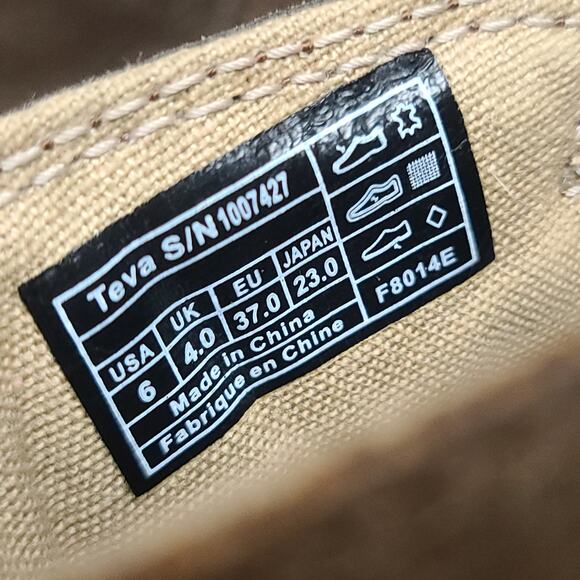 Teva S/N 1007427
USA UK EU JAPAN
6 4.0 37.0 23.0
Made in China
Fabrique en Chine
F8014E